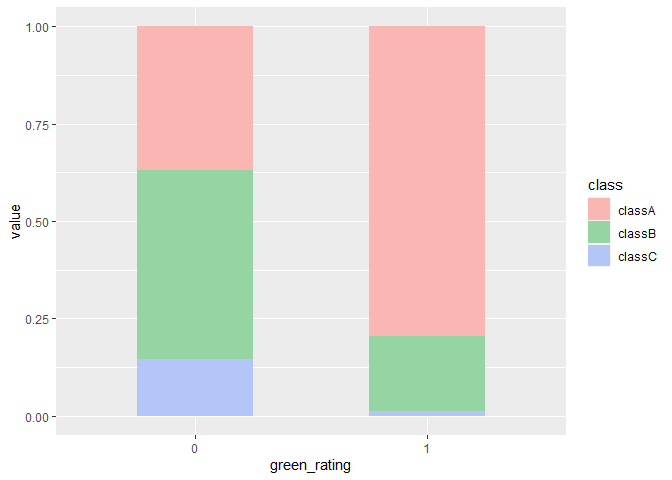 1.00
0.75
0.50
0.25
0.00
value
0
1
green_rating
class
classA
classB
classC